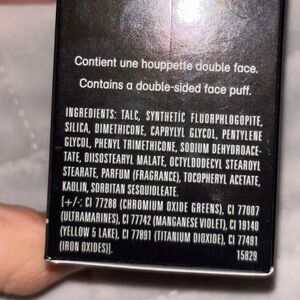 Contient une houppette double face.
Contains a double-sided face puff.
INGREDIENTS: TALC, SYNTHETIC FLUORPHLOGOPITE,
SILICA, DIMETHICONE, CAPRYLYL GLYCOL, PENTYLENE
GLYCOL, PHENYL TRIMETHICONE, SODIUM DEHYDROACE-
TATE, DIISOSTEARYL MALATE, OCTYLDODECYL STEAROYL
STEARATE, PARFUM (FRAGRANCE), TOCOPHERYL ACETATE,
KAOLIN, SORBITAN SESQUIOLEATE.
[+/-: CI 77288 (CHROMIUM OXIDE GREENS), CI 77007
(ULTRAMARINES), CI 77742 (MANGANESE VIOLET), CI 19140
(YELLOW 5 LAKE), CI 77891 (TITANIUM DIOXIDE), CI 77491
(IRON OXIDES)].
15829